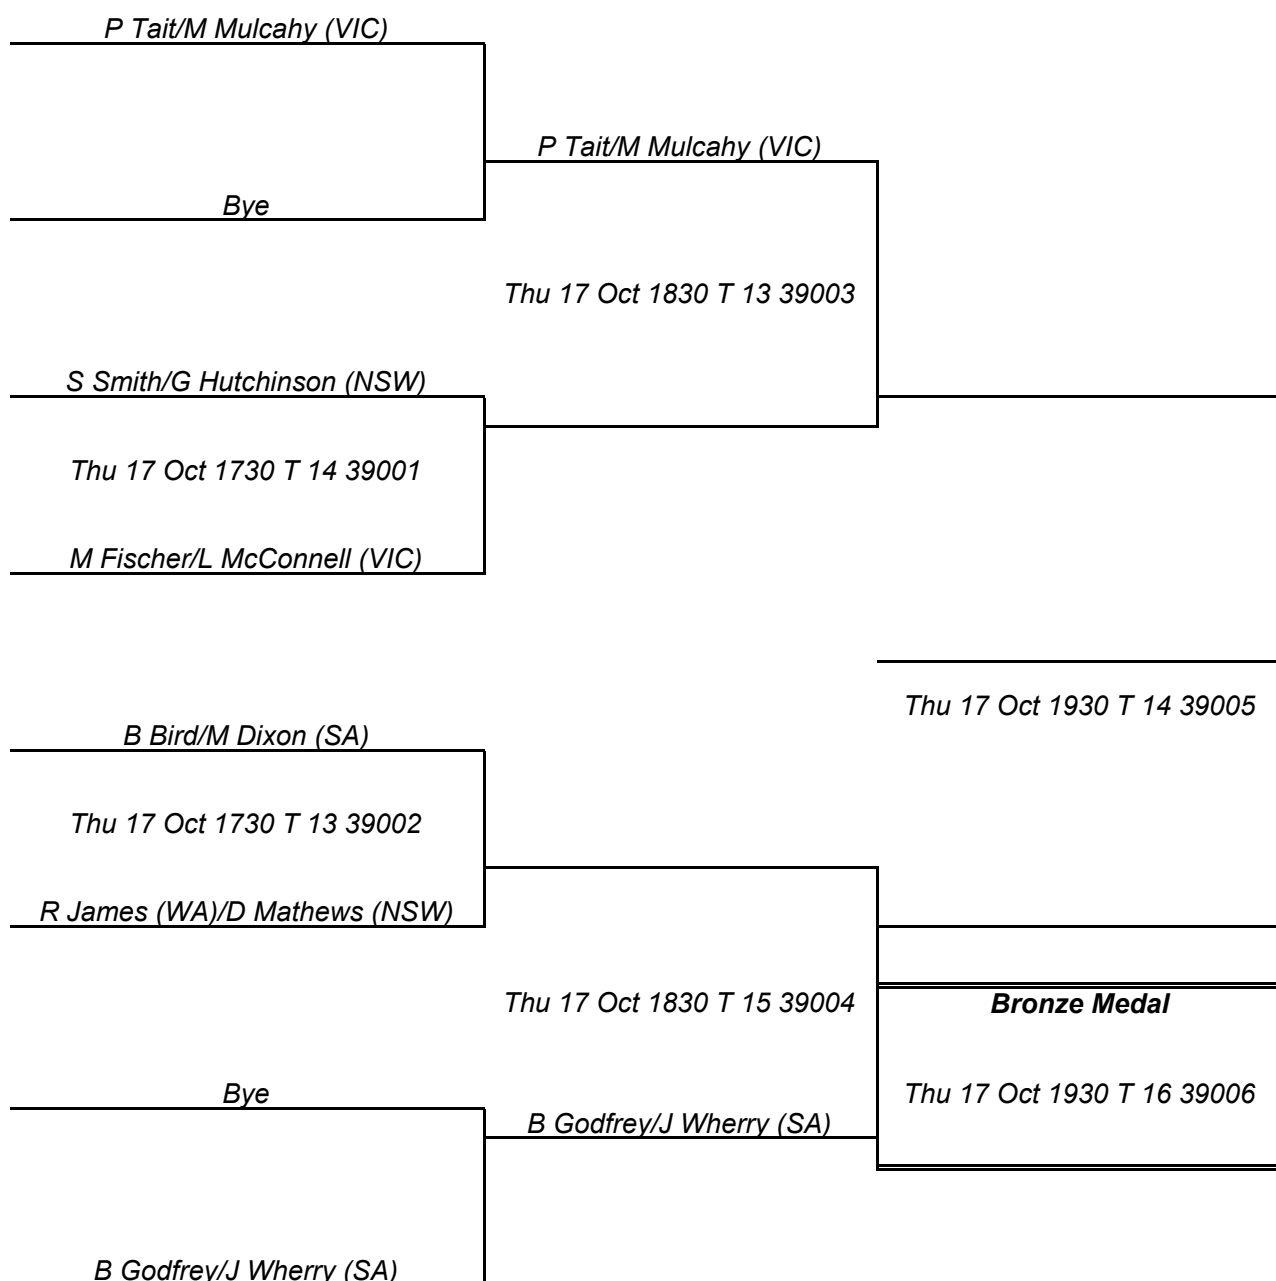 P Tait/M Mulcahy (VIC)
P Tait/M Mulcahy (VIC)
Bye
Thu 17 Oct 1830 T 13 39003
S Smith/G Hutchinson (NSW)
Thu 17 Oct 1730 T 14 39001
M Fischer/L McConnell (VIC)
Thu 17 Oct 1930 T 14 39005
B Bird/M Dixon (SA)
Thu 17 Oct 1730 T 13 39002
R James (WA)/D Mathews (NSW)
Thu 17 Oct 1830 T 15 39004
Bronze Medal
Bye
Thu 17 Oct 1930 T 16 39006
B Godfrey/J Wherry (SA)
B Godfrey/J Wherry (SA)